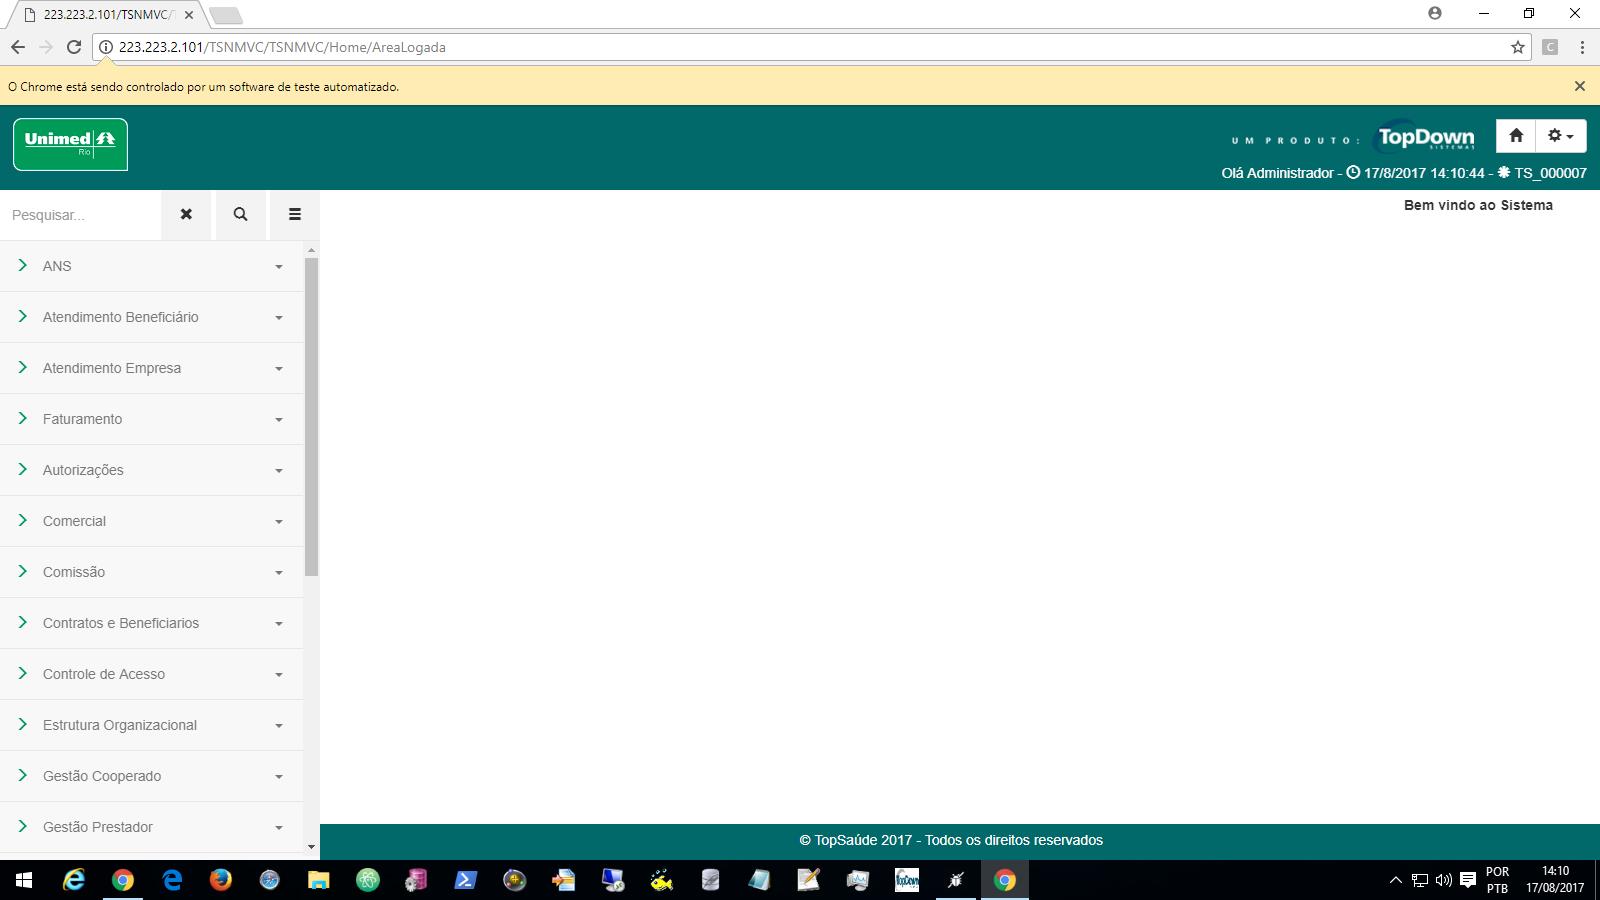 223.223.2.101/TSNMVC/T
223.223.2.101/TSNMVC/TSNMVC/Home/AreaLogada
C
O Chrome está sendo controlado por um software de teste automatizado.
Unimed
Rio
UM PRODUTO:
TopDown
SISTEMAS
Olá Administrador - 17/8/2017 14:10:44 - TS_000007
Pesquisar...
Bem vindo ao Sistema
ANS
Atendimento Beneficiário
Atendimento Empresa
Faturamento
Autorizações
Comercial
Comissão
Contratos e Beneficiarios
Controle de Acesso
Estrutura Organizacional
Gestão Cooperado
Gestão Prestador
© TopSaúde 2017 - Todos os direitos reservados
TopDown
POR
PTB
14:10
17/08/2017